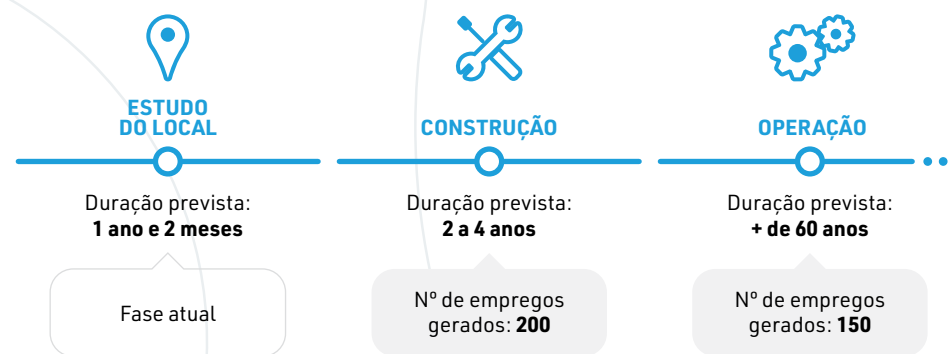 ESTUDO
DO LOCAL
Duração prevista:
1 ano e 2 meses
Fase atual
CONSTRUÇÃO
Duração prevista:
2 a 4 anos
Nº de empregos
gerados: 200
OPERAÇÃO
Duração prevista:
+ de 60 anos
Nº de empregos
gerados: 150